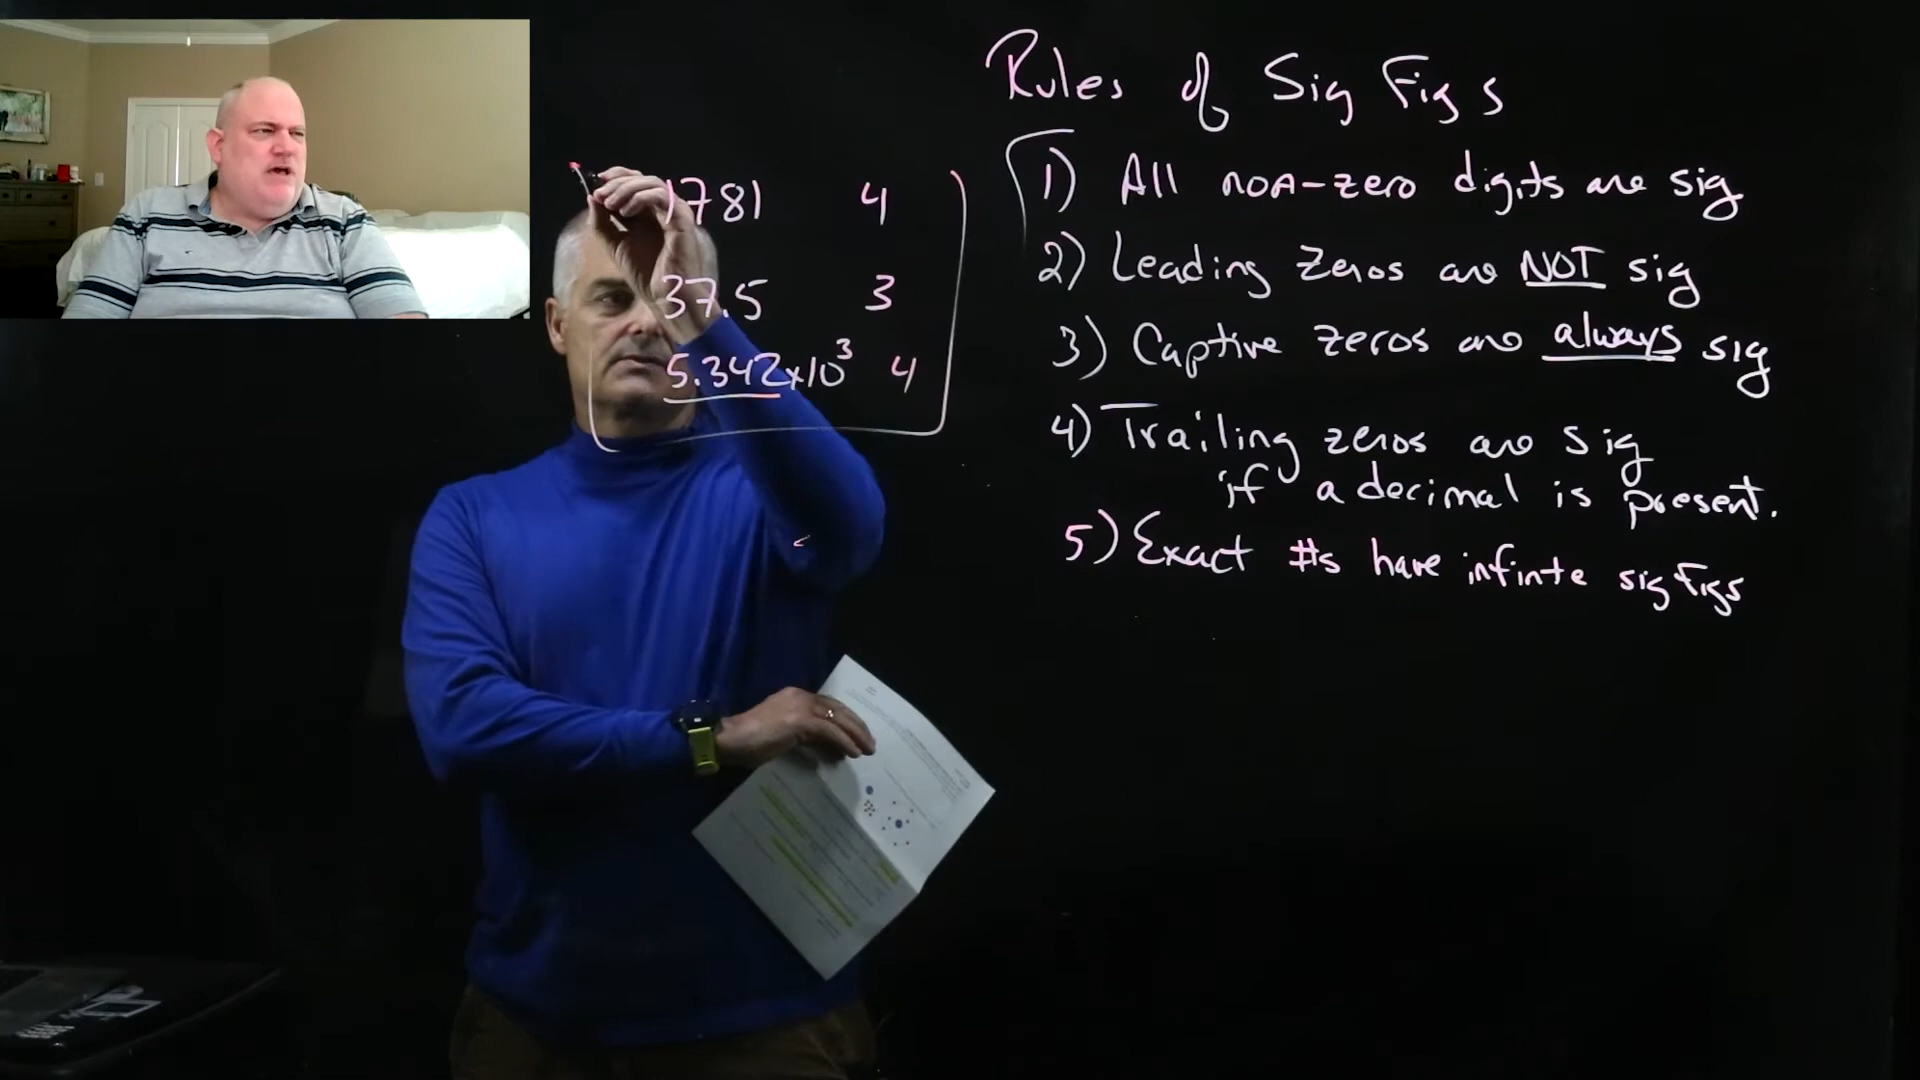 1781 4
37.5 3
5.342x10³ 4
Rules of Sig Figs
1) All non-zero digits are sig
2) Leading Zeros are NOT sig
3) Captive zeros are always sig
4) Trailing zeros are sig
if a decimal is present.
5) Exact #s have infinte sig figs